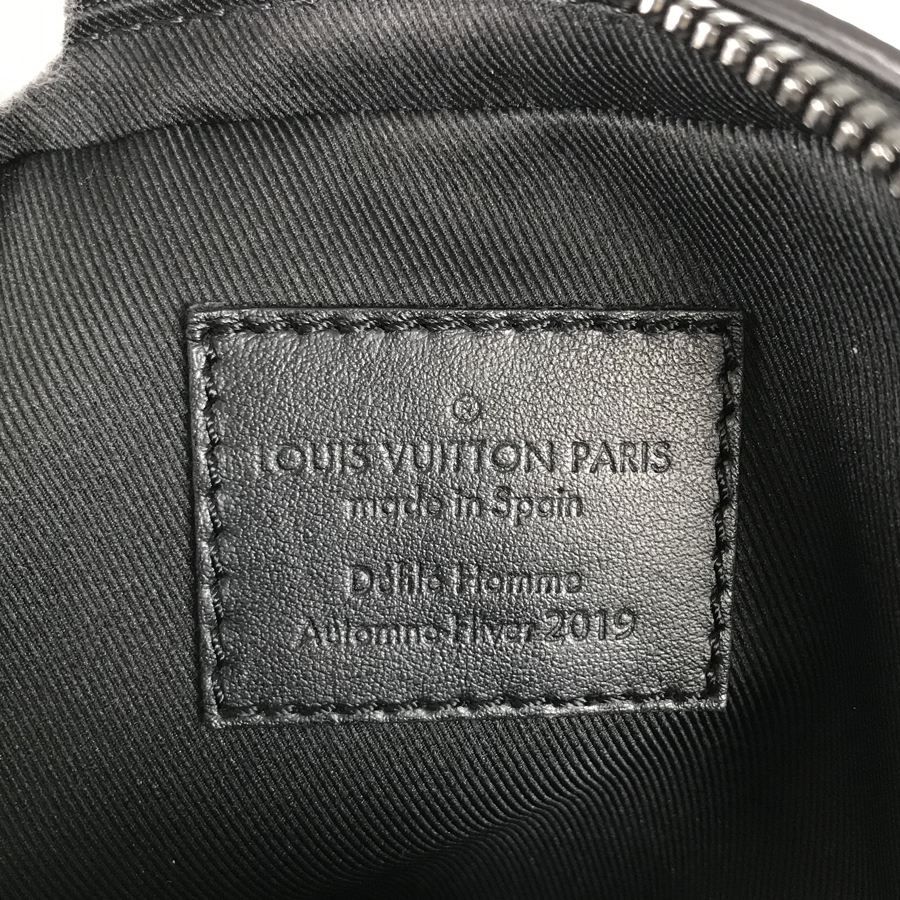 ®
LOUIS VUITTON PARIS
made in Spain
Défilé Homme
Automne-Hiver 2019